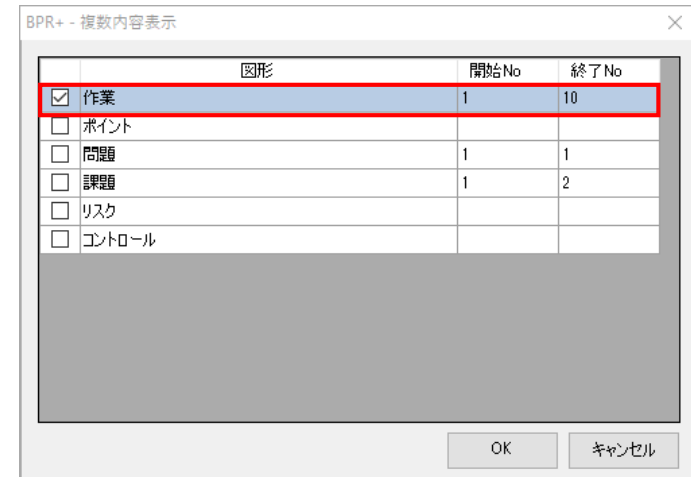 BPR+ - 複数内容表示
図形 開始No 終了No
作業 1 10
ポイント
問題 1 1
課題 1 2
リスク
コントロール
OK キャンセル